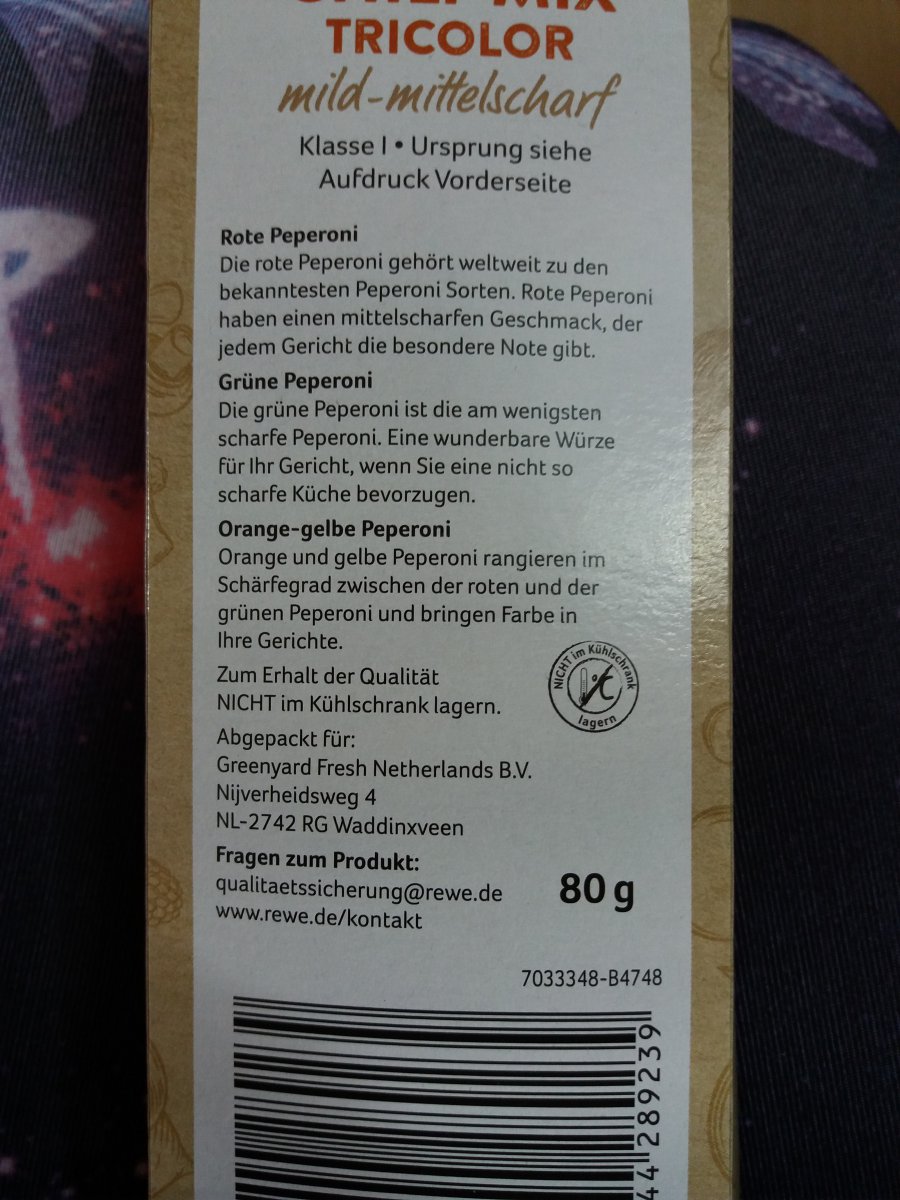 CHILI MIX
TRICOLOR
mild-mittelscharf
Klasse I • Ursprung siehe
Aufdruck Vorderseite
Rote Peperoni
Die rote Peperoni gehört weltweit zu den
bekanntesten Peperoni Sorten. Rote Peperoni
haben einen mittelscharfen Geschmack, der
jedem Gericht die besondere Note gibt.
Grüne Peperoni
Die grüne Peperoni ist die am wenigsten
scharfe Peperoni. Eine wunderbare Würze
für Ihr Gericht, wenn Sie eine nicht so
scharfe Küche bevorzugen.
Orange-gelbe Peperoni
Orange und gelbe Peperoni rangieren im
Schärfegrad zwischen der roten und der
grünen Peperoni und bringen Farbe in
Ihre Gerichte.
Zum Erhalt der Qualität
NICHT im Kühlschrank lagern.
NICHT im Kühlschrank
°C
lagern
Abgepackt für:
Greenyard Fresh Netherlands B.V.
Nijverheidsweg 4
NL-2742 RG Waddinxveen
Fragen zum Produkt:
qualitaetssicherung@rewe.de
www.rewe.de/kontakt
80 g
7033348-B4748
44 289239